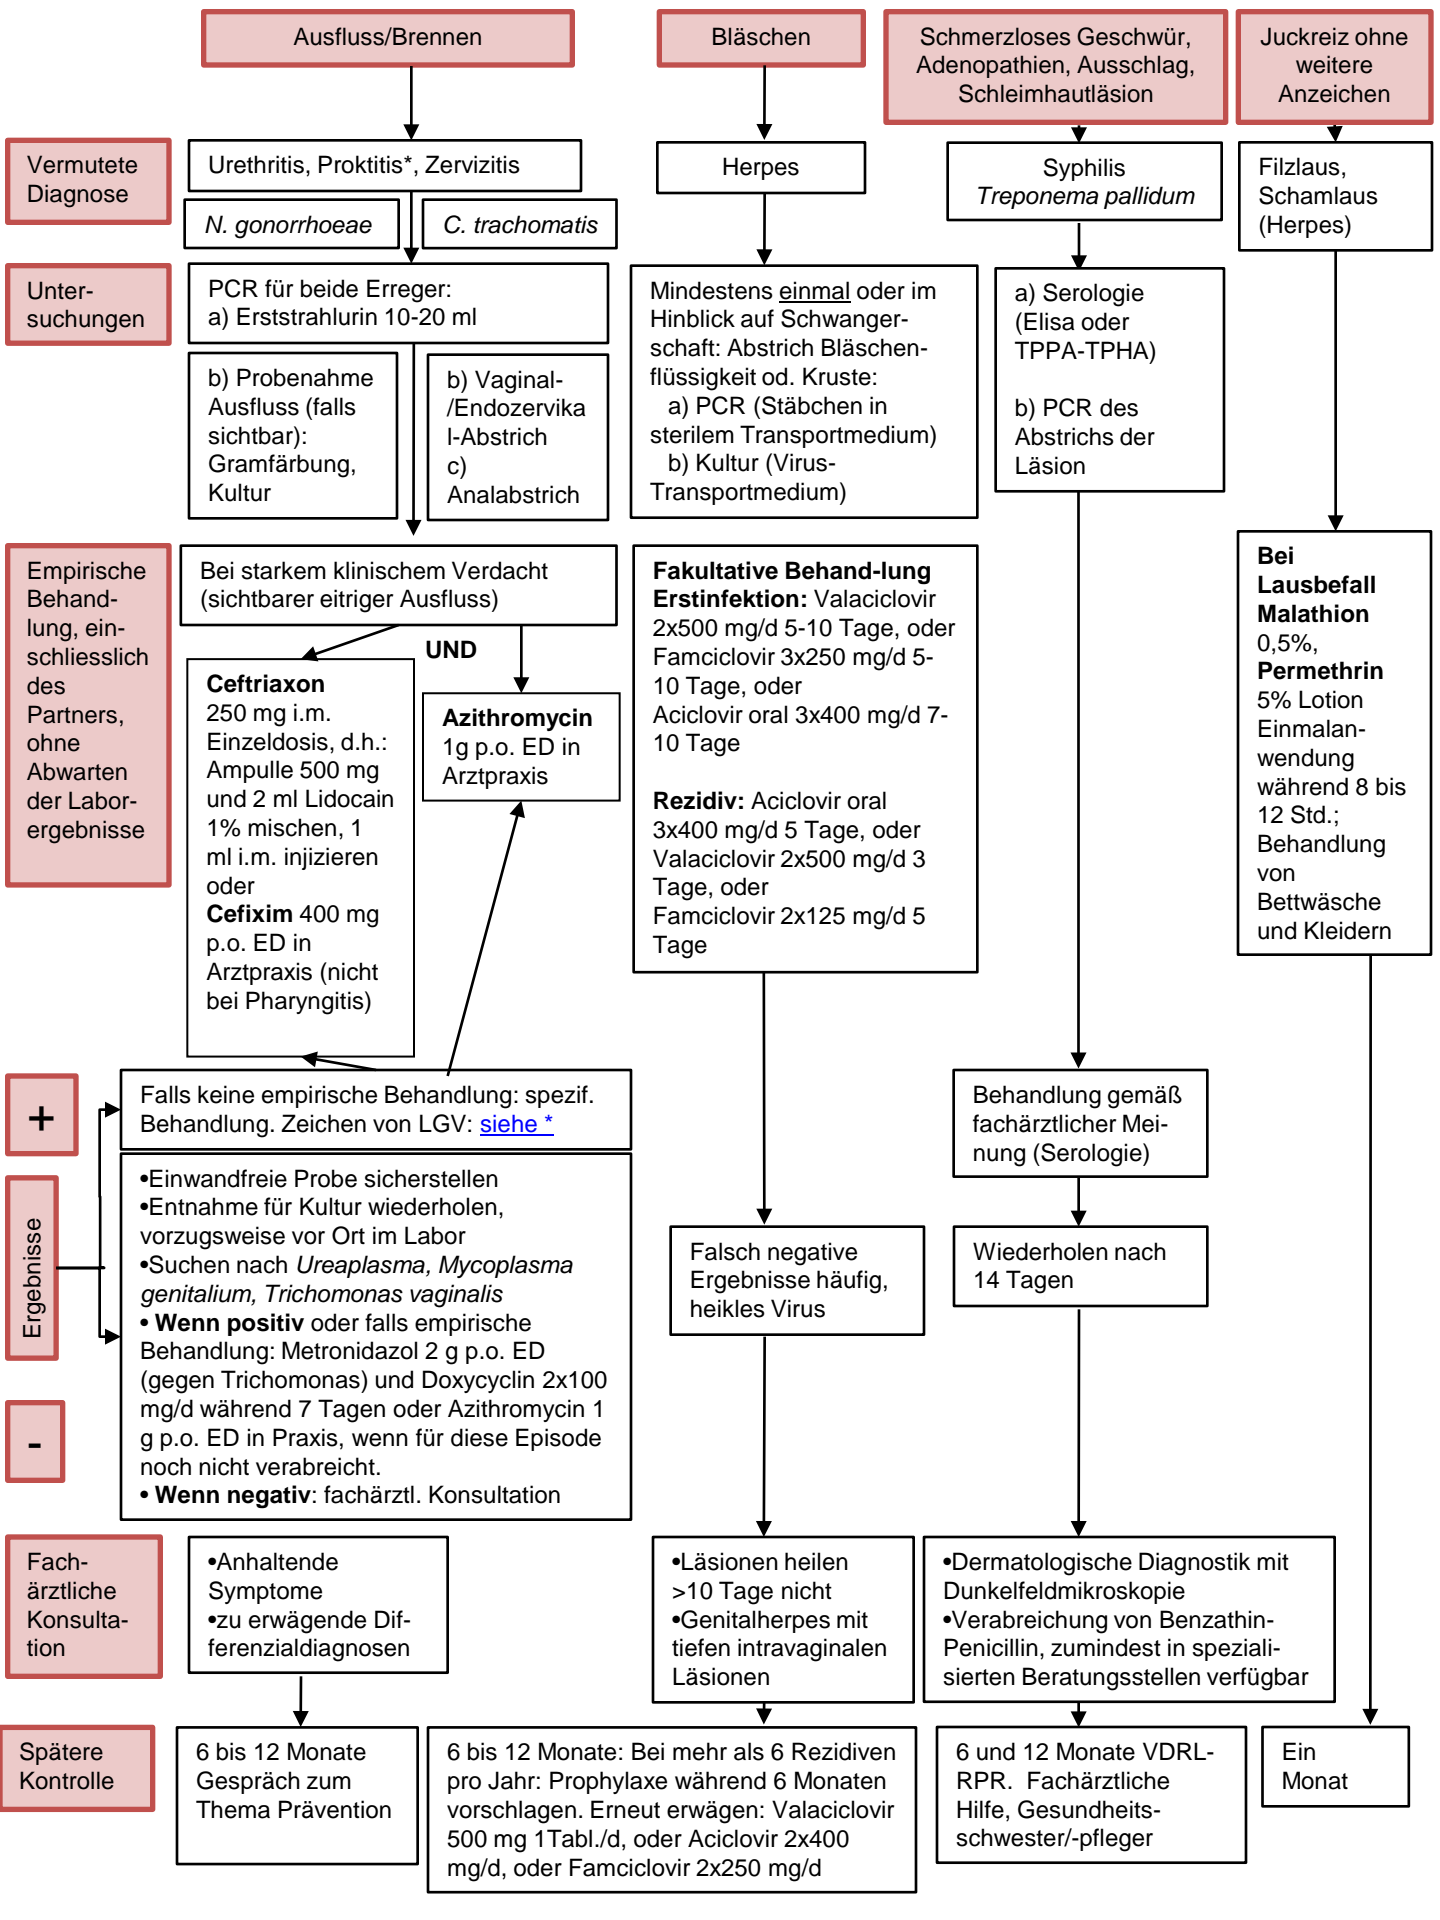 Ausfluss/Brennen
Bläschen
Schmerzloses Geschwür,
Adenopathien, Ausschlag,
Schleimhautläsion
Juckreiz ohne
weitere
Anzeichen
Vermutete
Diagnose
Urethritis, Proktitis*, Zervizitis
N. gonorrhoeae
C. trachomatis
Herpes
Syphilis
Treponema pallidum
Filzlaus,
Schamlaus
(Herpes)
Unter-
suchungen
PCR für beide Erreger:
a) Erststrahlurin 10-20 ml
b) Probenahme
Ausfluss (falls
sichtbar):
Gramfärbung,
Kultur
b) Vaginal-
/Endozervika
l-Abstrich
c)
Analabstrich
Mindestens einmal oder im
Hinblick auf Schwanger-
schaft: Abstrich Bläschen-
flüssigkeit od. Kruste:
a) PCR (Stäbchen in
sterilem Transportmedium)
b) Kultur (Virus-
Transportmedium)
a) Serologie
(Elisa oder
TPPA-TPHA)
b) PCR des
Abstrichs der
Läsion
Empirische
Behand-
lung, ein-
schliesslich
des
Partners,
ohne
Abwarten
der Labor-
ergebnisse
Bei starkem klinischem Verdacht
(sichtbarer eitriger Ausfluss)
UND
Ceftriaxon
250 mg i.m.
Einzeldosis, d.h.:
Ampulle 500 mg
und 2 ml Lidocain
1% mischen, 1
ml i.m. injizieren
oder
Cefixim 400 mg
p.o. ED in
Arztpraxis (nicht
bei Pharyngitis)
Azithromycin
1g p.o. ED in
Arztpraxis
Fakultative Behand-lung
Erstinfektion: Valaciclovir
2x500 mg/d 5-10 Tage, oder
Famciclovir 3x250 mg/d 5-
10 Tage, oder
Aciclovir oral 3x400 mg/d 7-
10 Tage
Rezidiv: Aciclovir oral
3x400 mg/d 5 Tage, oder
Valaciclovir 2x500 mg/d 3
Tage, oder
Famciclovir 2x125 mg/d 5
Tage
Bei
Lausbefall
Malathion
0,5%,
Permethrin
5% Lotion
Einmalan-
wendung
während 8 bis
12 Std.;
Behandlung
von
Bettwäsche
und Kleidern
+
Ergebnisse
-
Falls keine empirische Behandlung: spezif.
Behandlung. Zeichen von LGV: siehe *
•Einwandfreie Probe sicherstellen
•Entnahme für Kultur wiederholen,
vorzugsweise vor Ort im Labor
•Suchen nach Ureaplasma, Mycoplasma
genitalium, Trichomonas vaginalis
• Wenn positiv oder falls empirische
Behandlung: Metronidazol 2 g p.o. ED
(gegen Trichomonas) und Doxycyclin 2x100
mg/d während 7 Tagen oder Azithromycin 1
g p.o. ED in Praxis, wenn für diese Episode
noch nicht verabreicht.
• Wenn negativ: fachärztl. Konsultation
Falsch negative
Ergebnisse häufig,
heikles Virus
Behandlung gemäß
fachärztlicher Mei-
nung (Serologie)
Wiederholen nach
14 Tagen
Fach-
ärztliche
Konsulta-
tion
•Anhaltende
Symptome
•zu erwägende Dif-
ferenzialdiagnosen
•Läsionen heilen
>10 Tage nicht
•Genitalherpes mit
tiefen intravaginalen
Läsionen
•Dermatologische Diagnostik mit
Dunkelfeldmikroskopie
•Verabreichung von Benzathin-
Penicillin, zumindest in speziali-
sierten Beratungsstellen verfügbar
Spätere
Kontrolle
6 bis 12 Monate
Gespräch zum
Thema Prävention
6 bis 12 Monate: Bei mehr als 6 Rezidiven
pro Jahr: Prophylaxe während 6 Monaten
vorschlagen. Erneut erwägen: Valaciclovir
500 mg 1Tabl./d, oder Aciclovir 2x400
mg/d, oder Famciclovir 2x250 mg/d
6 und 12 Monate VDRL-
RPR. Fachärztliche
Hilfe, Gesundheits-
schwester/-pfleger
Ein
Monat